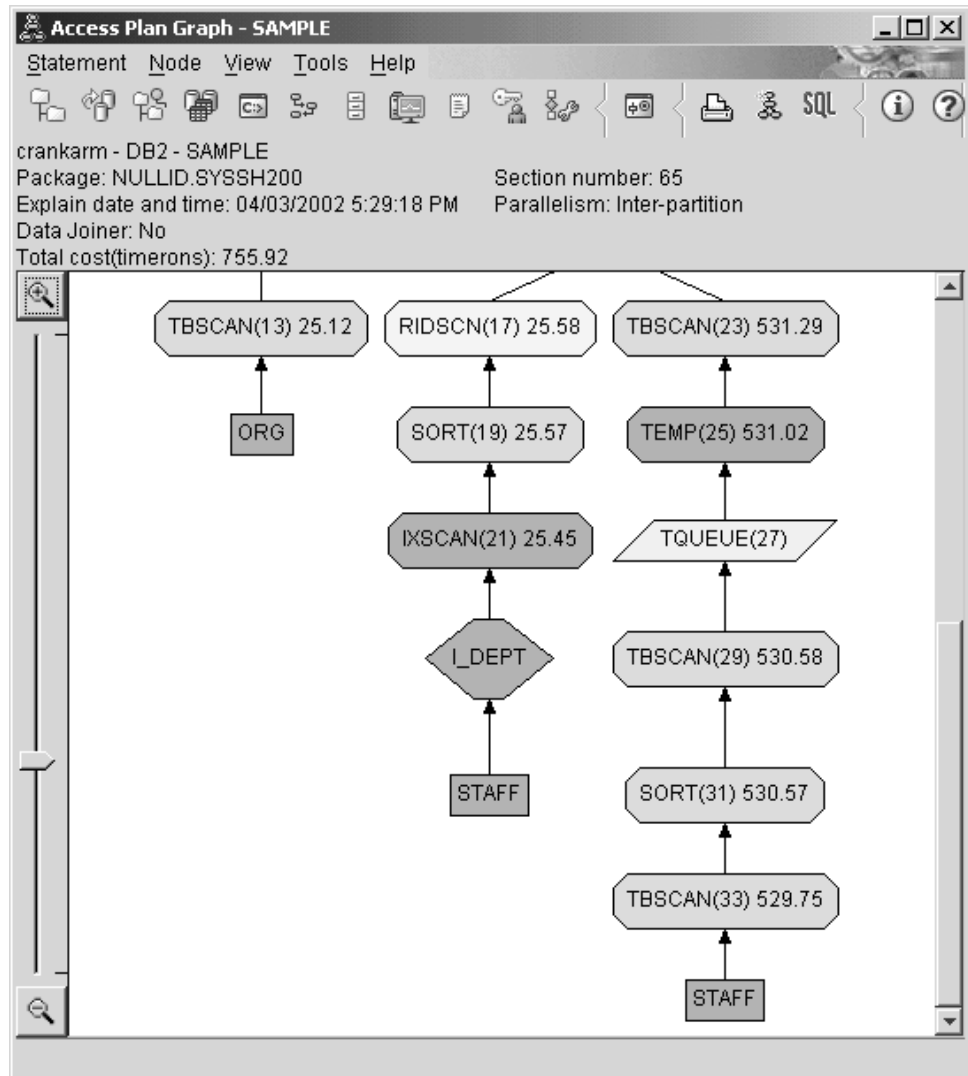 Access Plan Graph - SAMPLE
Statement Node View Tools Help
C:> SQL i ?
crankarm - DB2 - SAMPLE
Package: NULLID.SYSSH200 Section number: 65
Explain date and time: 04/03/2002 5:29:18 PM Parallelism: Inter-partition
Data Joiner: No
Total cost(timerons): 755.92
TBSCAN(13) 25.12 RIDSCN(17) 25.58 TBSCAN(23) 531.29
ORG SORT(19) 25.57 TEMP(25) 531.02
IXSCAN(21) 25.45 TQUEUE(27)
I_DEPT TBSCAN(29) 530.58
STAFF SORT(31) 530.57
TBSCAN(33) 529.75
STAFF